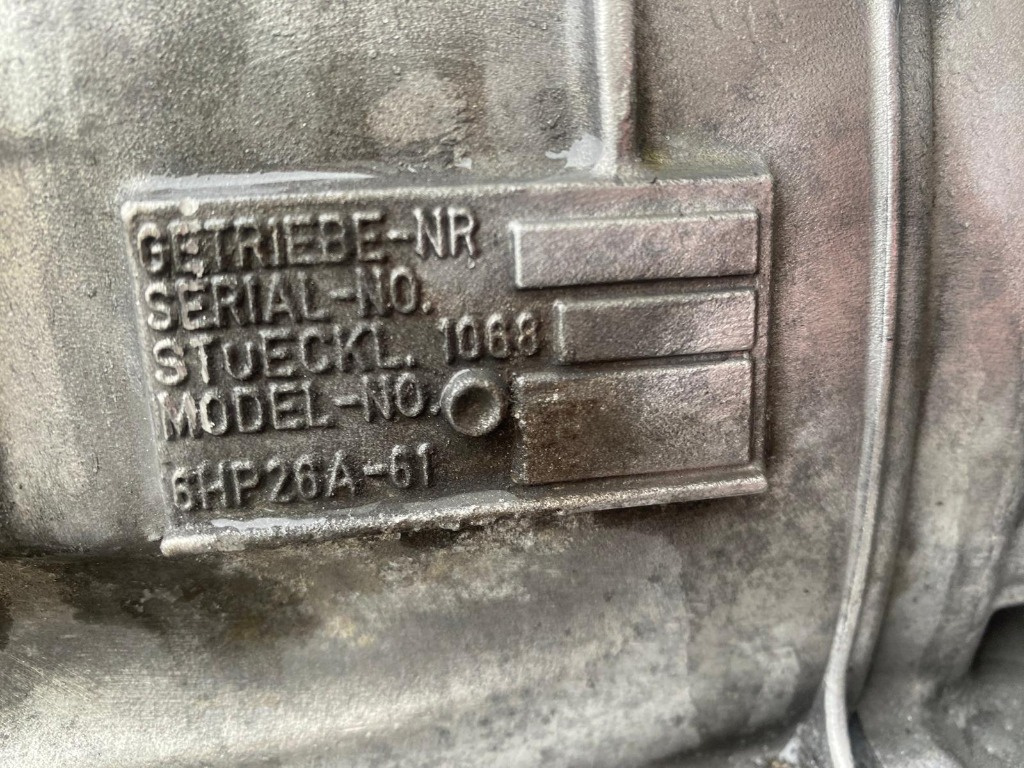 GETRIEBE-NR
SERIAL-NO.
STUECKL. 1068
MODEL-NO.
6HP26A-61